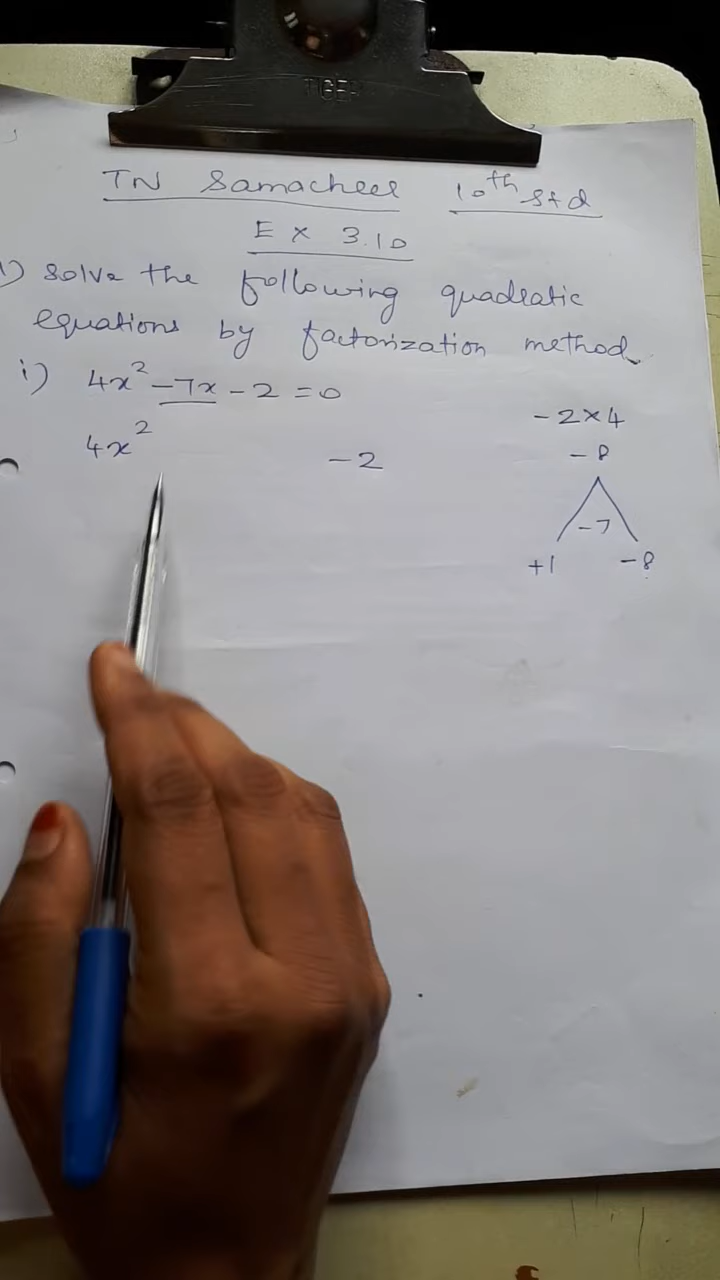 TIGER
TN Samacheer 10th Std
EX 3.10
1) Solve the following quadratic
equations by factorization method.
i) 4x² - 7x - 2 = 0
4x² - 2
-2 × 4
-8
-7
+1 -8